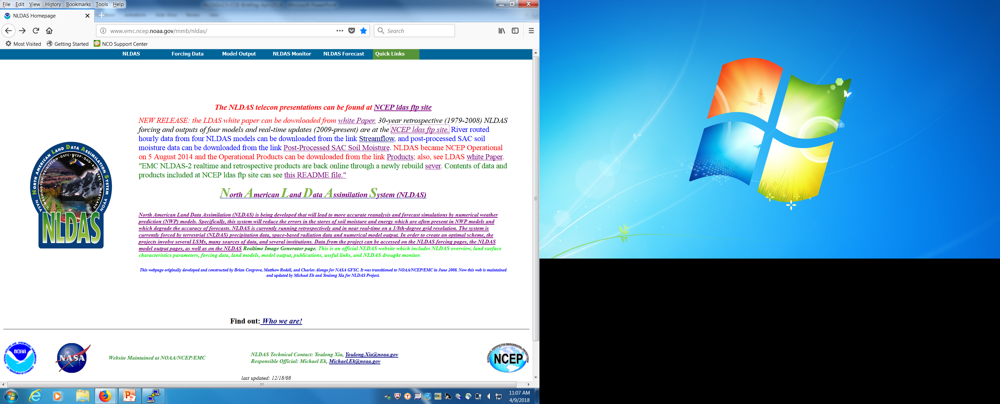 File Edit View History Bookmarks Tools Help
NLDAS Homepage
www.emc.ncep.noaa.gov/mmb/nldas/
Search
Most Visited Getting Started NCO Support Center
NLDAS Forcing Data Model Output NLDAS Monitor NLDAS Forecast Quick Links
The NLDAS telecon presentations can be found at NCEP ldas ftp site
NEW RELEASE: the LDAS white paper can be downloaded from white Paper. 30-year retrospective (1979-2008) NLDAS
forcing and outputs of four models and real-time updates (2009-present) are at the NCEP ldas ftp site. River routed
hourly data from four NLDAS models can be downloaded from the link Streamflow, and post-processed SAC soil
moisture data can be downloaded from the link Post-Processed SAC Soil Moisture. NLDAS became NCEP Operational
on 5 August 2014 and the Operational Products can be downloaded from the link Products; also, see LDAS white Paper.
"EMC NLDAS-2 realtime and retrospective products are back online through a newly rebuild sever. Contents of data and
products included at NCEP ldas ftp site can see this README file."
NORTH AMERICAN LAND DATA ASSIMILATION SYSTEM
NASA NOAA
U.WASHINGTON·PRINCETON·GSFC·NCEP·OHD·RUTGERS·U.MARYLAND
NLDAS
North American Land Data Assimilation System (NLDAS)
North American Land Data Assimilation (NLDAS) is being developed that will lead to more accurate reanalysis and forecast simulations by numerical weather
prediction (NWP) models. Specifically, this system will reduce the errors in the stores of soil moisture and energy which are often present in NWP models and
which degrade the accuracy of forecasts. NLDAS is currently running retrospectively and in near real-time on a 1/8th-degree grid resolution. The system is
currently forced by terrestrial (NLDAS) precipitation data, space-based radiation data and numerical model output. In order to create an optimal scheme, the
projects involve several LSMs, many sources of data, and several institutions. Data from the project can be accessed on the NLDAS forcing pages, the NLDAS
model output pages, as well as on the NLDAS Realtime Image Generator page. This is an official NLDAS website which includes NLDAS overview, land surface
characteristics parameters, forcing data, land models, model output, publications, useful links, and NLDAS drought monitor.
This webpage originally developed and constructed by Brian Cosgrove, Matthew Rodell, and Charles Alonge for NASA GFSC. It was transitioned to NOAA/NCEP/EMC in June 2008. Now this web is maintained
and updated by Michael Ek and Youlong Xia for NLDAS Project.
Find out: Who we are!
NOAA
NASA
Website Maintained at NOAA/NCEP/EMC
NLDAS Technical Contact: Youlong Xia, Youlong.Xia@noaa.gov
Responsible Official: Michael Ek, Michael.Ek@noaa.gov
NATIONAL CENTERS FOR ENVIRONMENTAL PREDICTION
NCEP
last updated: 12/18/08
11:07 AM
4/9/2018